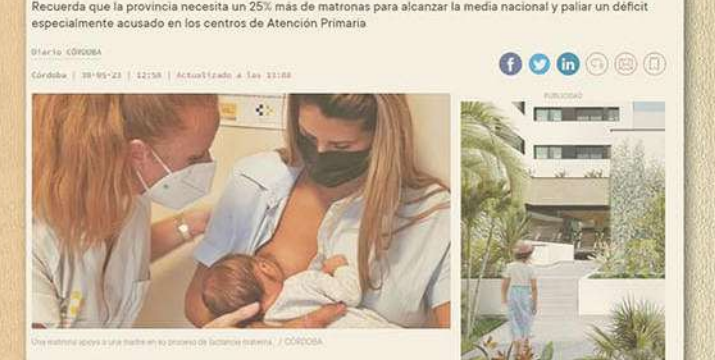 Recuerda que la provincia necesita un 25% más de matronas para alcanzar la media nacional y paliar un déficit
especialmente acusado en los centros de Atención Primaria
Diario CÓRDOBA
Córdoba | 30·05·23 | 12:58 | Actualizado a las 13:08
PUBLICIDAD
Una matrona apoya a una madre en su proceso de lactancia materna. / CÓRDOBA